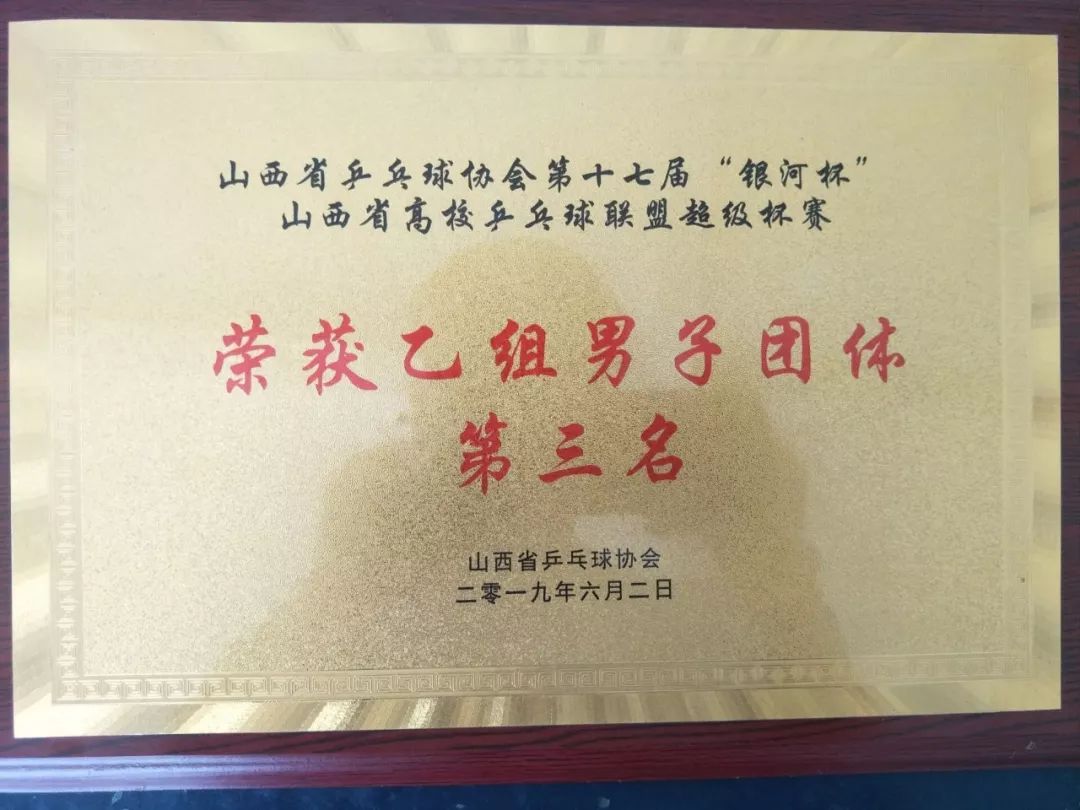 山西省乒乓球协会第十七届“银河杯”
山西省高校乒乓球联盟超级杯赛
荣获乙组男子团体
第三名
山西省乒乓球协会
二零一九年六月二日